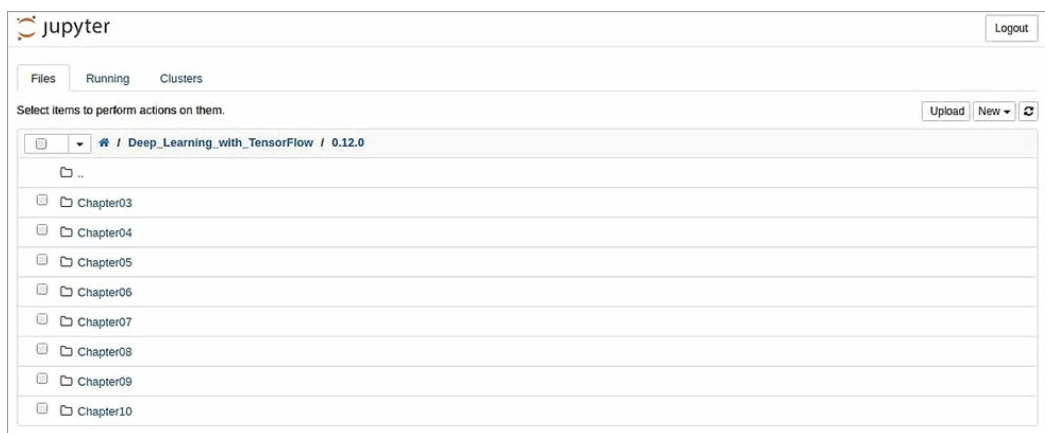 jupyter
Logout
Files Running Clusters
Select items to perform actions on them.
Upload New
/ Deep_Learning_with_TensorFlow / 0.12.0
..
Chapter03
Chapter04
Chapter05
Chapter06
Chapter07
Chapter08
Chapter09
Chapter10